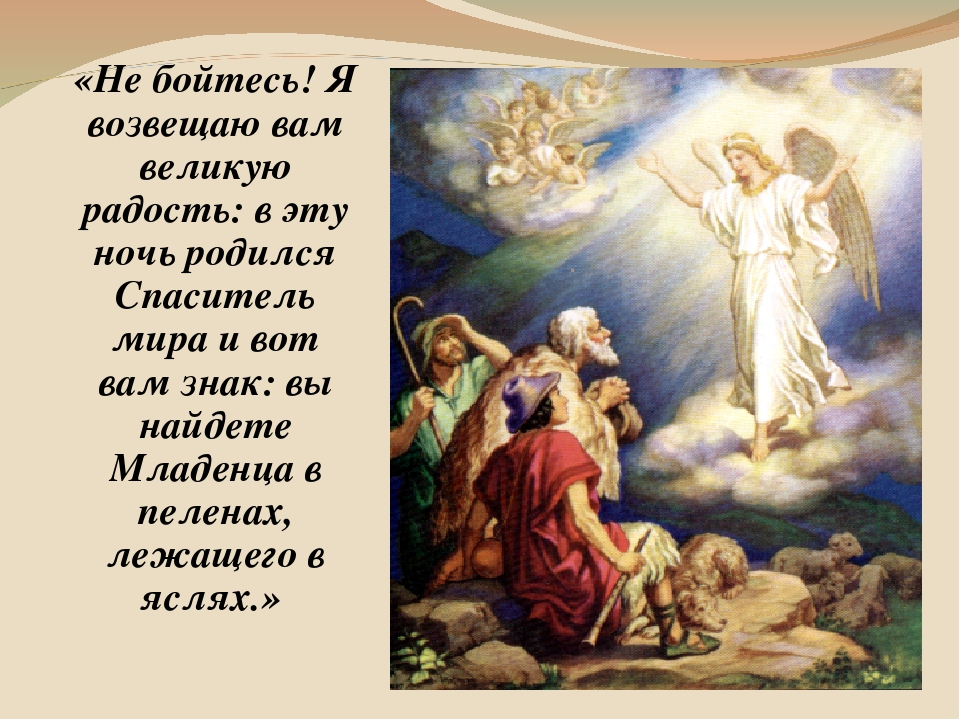 «Не бойтесь! Я
возвещаю вам
великую
радость: в эту
ночь родился
Спаситель
мира и вот
вам знак: вы
найдете
Младенца в
пеленах,
лежащего в
яслях.»